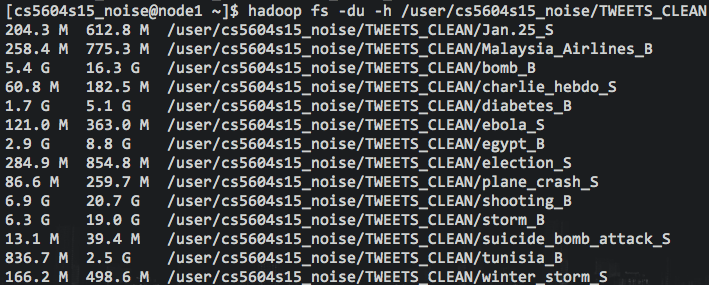 [cs5604s15_noise@node1 ~]$ hadoop fs -du -h /user/cs5604s15_noise/TWEETS_CLEAN
204.3 M  612.8 M  /user/cs5604s15_noise/TWEETS_CLEAN/Jan.25_S
258.4 M  775.3 M  /user/cs5604s15_noise/TWEETS_CLEAN/Malaysia_Airlines_B
5.4 G  16.3 G  /user/cs5604s15_noise/TWEETS_CLEAN/bomb_B
60.8 M  182.5 M  /user/cs5604s15_noise/TWEETS_CLEAN/charlie_hebdo_S
1.7 G  5.1 G  /user/cs5604s15_noise/TWEETS_CLEAN/diabetes_B
121.0 M  363.0 M  /user/cs5604s15_noise/TWEETS_CLEAN/ebola_S
2.9 G  8.8 G  /user/cs5604s15_noise/TWEETS_CLEAN/egypt_B
284.9 M  854.8 M  /user/cs5604s15_noise/TWEETS_CLEAN/election_S
86.6 M  259.7 M  /user/cs5604s15_noise/TWEETS_CLEAN/plane_crash_S
6.9 G  20.7 G  /user/cs5604s15_noise/TWEETS_CLEAN/shooting_B
6.3 G  19.0 G  /user/cs5604s15_noise/TWEETS_CLEAN/storm_B
13.1 M  39.4 M  /user/cs5604s15_noise/TWEETS_CLEAN/suicide_bomb_attack_S
836.7 M  2.5 G  /user/cs5604s15_noise/TWEETS_CLEAN/tunisia_B
166.2 M  498.6 M  /user/cs5604s15_noise/TWEETS_CLEAN/winter_storm_S